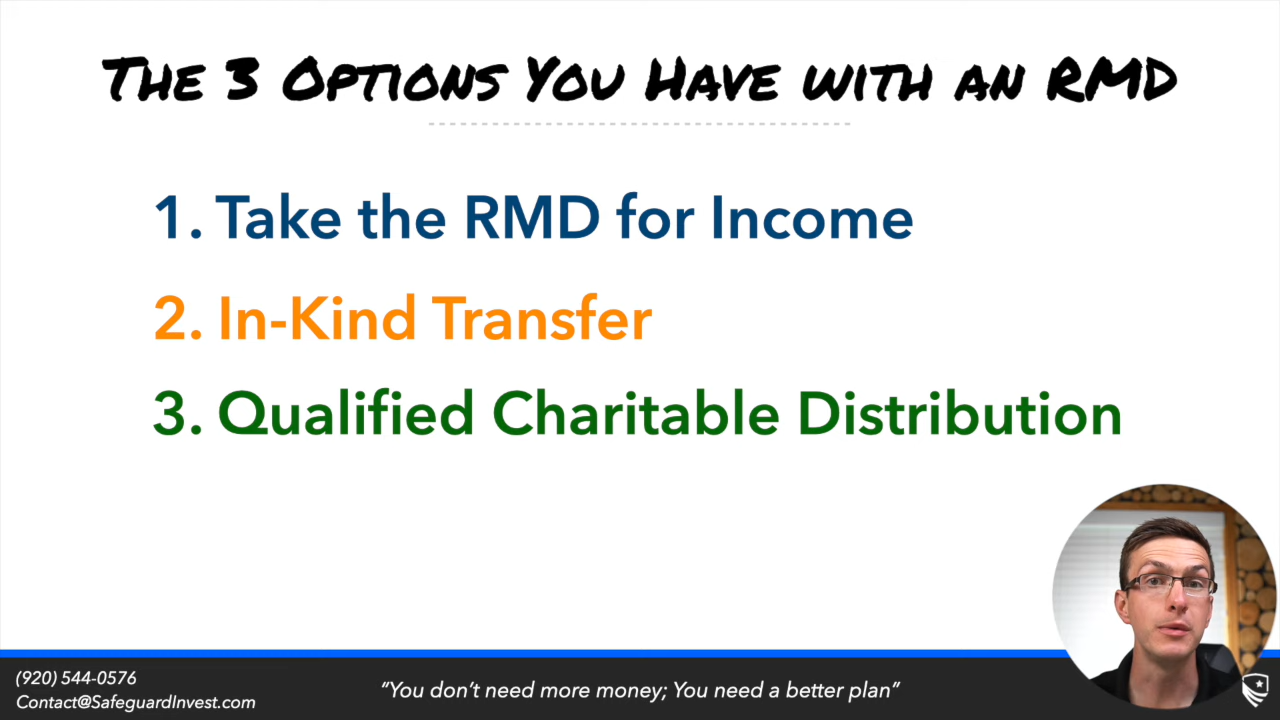 The 3 Options You Have with an RMD
1. Take the RMD for Income
2. In-Kind Transfer
3. Qualified Charitable Distribution
(920) 544-0576
Contact@SafeguardInvest.com
"You don't need more money; You need a better plan"